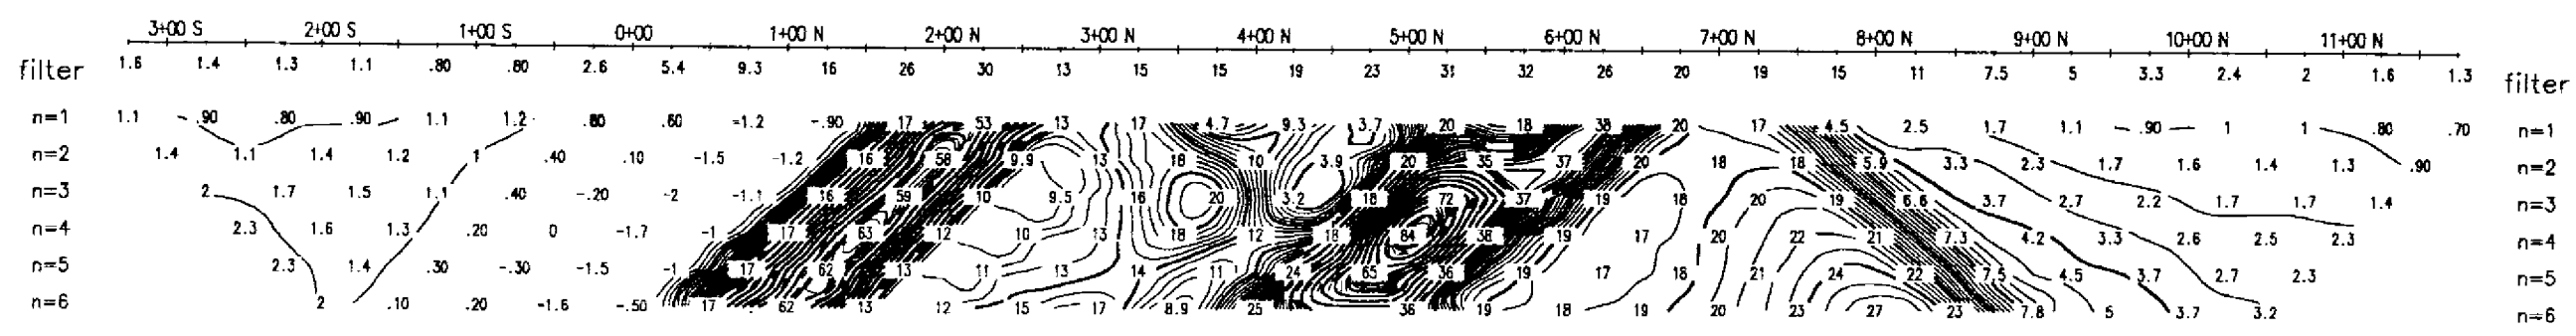 3+00 S 2+00 S 1+00 S 0+00 1+00 N 2+00 N 3+00 N 4+00 N 5+00 N 6+00 N 7+00 N 8+00 N 9+00 N 10+00 N 11+00 N
filter 1.6 1.4 1.3 1.1 .80 .80 2.6 5.4 9.3 16 26 30 13 15 15 19 23 31 32 26 20 19 15 11 7.5 5 3.3 2.4 2 1.6 1.3 filter
n=1 1.1 .90 .80 .90 1.1 1.2 .80 .60 -1.2 -.90 17 53 13 17 4.7 9.3 3.7 20 18 38 20 17 4.5 2.5 1.7 1.1 .90 1 1 .80 .70 n=1
n=2 1.4 1.1 1.4 1.2 1 .40 .10 -1.5 -1.2 16 58 9.9 13 18 10 3.9 20 35 37 20 18 18 5.9 3.3 2.3 1.7 1.6 1.4 1.3 .90 n=2
n=3 2 1.7 1.5 1.1 .40 -.20 -2 -1.1 16 59 10 9.5 16 20 3.2 18 72 37 19 18 20 19 6.6 3.7 2.7 2.2 1.7 1.7 1.4 n=3
n=4 2.3 1.6 1.3 .20 0 -1.7 -1 17 63 12 10 13 18 12 18 84 38 19 17 20 22 21 7.3 4.2 3.3 2.6 2.5 2.3 n=4
n=5 2.3 1.4 .30 -.30 -1.5 -1 17 62 13 11 13 14 11 24 65 36 19 17 18 21 24 22 7.5 4.5 3.7 2.7 2.3 n=5
n=6 2 .10 .20 -1.6 -.50 17 62 13 12 15 17 8.9 25 36 19 18 19 20 23 27 23 7.8 5 3.7 3.2 n=6